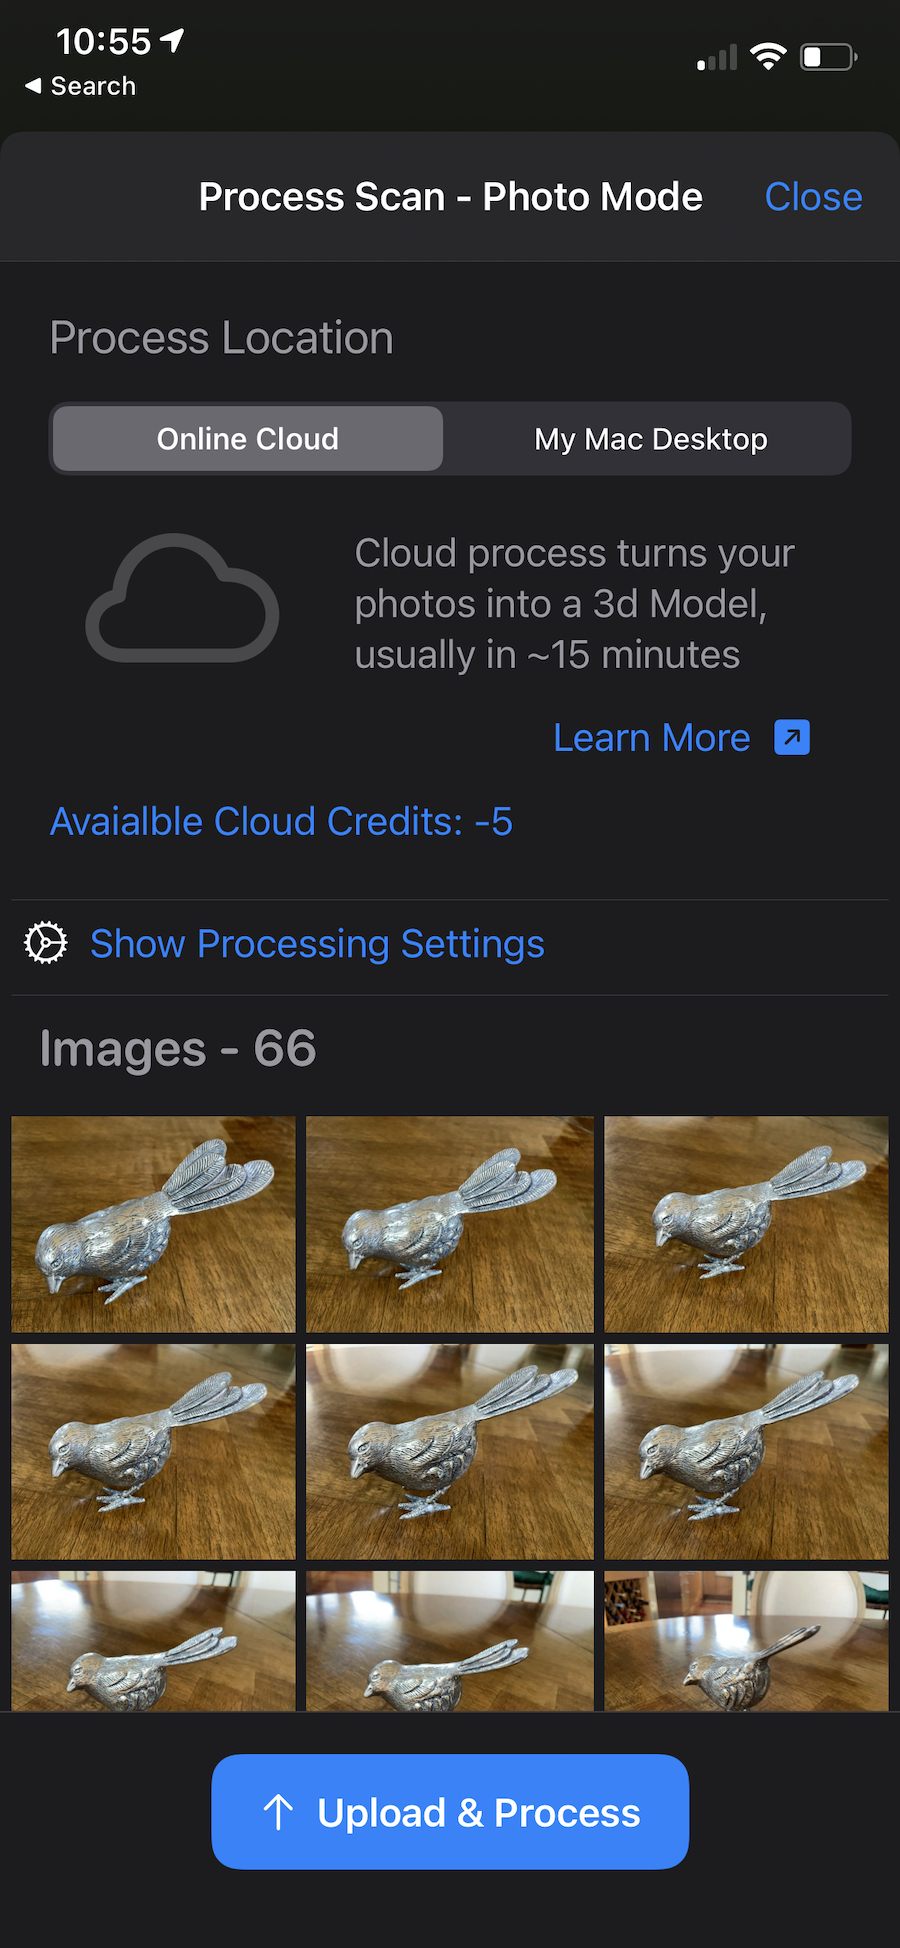 10:55
Search
Process Scan - Photo Mode
Close
Process Location
Online Cloud
My Mac Desktop
Cloud process turns your
photos into a 3d Model,
usually in ~15 minutes
Learn More
Avaialble Cloud Credits: -5
Show Processing Settings
Images - 66
Upload & Process